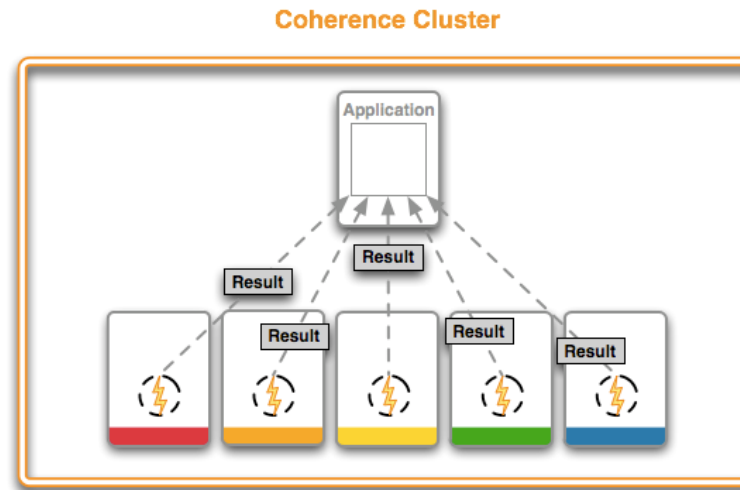 Coherence Cluster
Application
Result
Result
Result
Result
Result